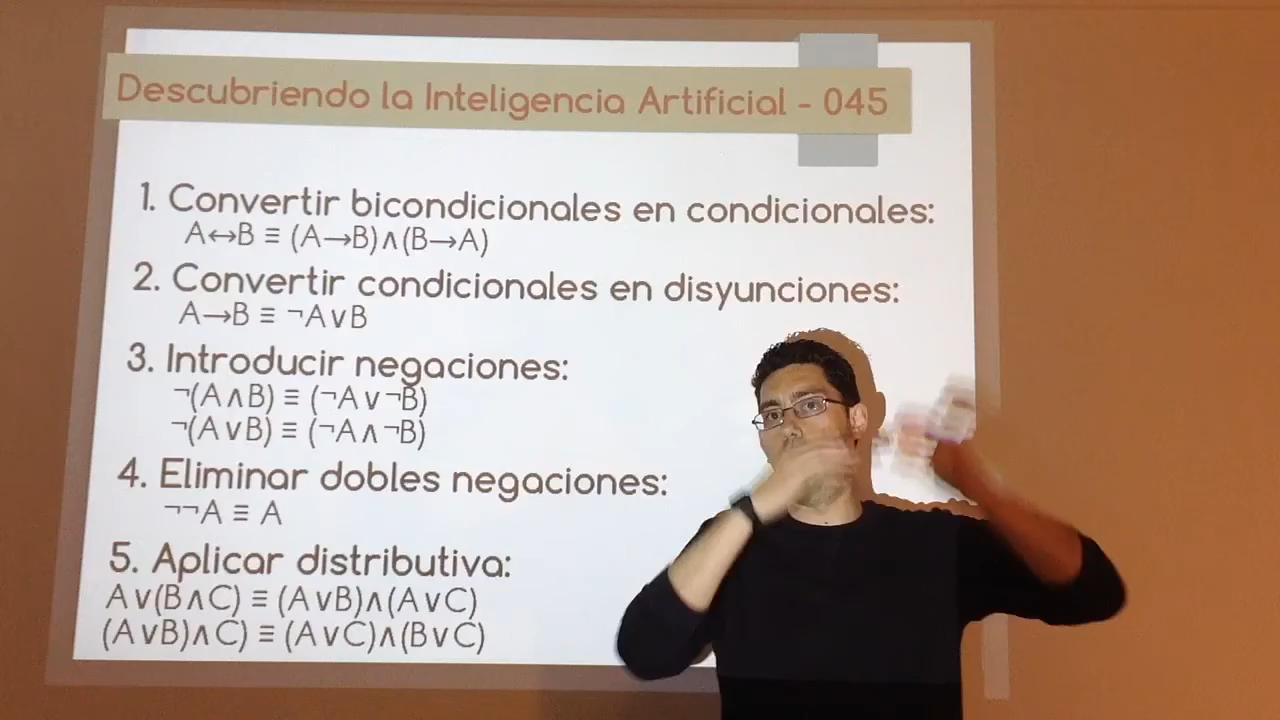 Descubriendo la Inteligencia Artificial - 045
1. Convertir bicondicionales en condicionales:
A↔B ≡ (A→B)∧(B→A)
2. Convertir condicionales en disyunciones:
A→B ≡ ¬A∨B
3. Introducir negaciones:
¬(A∧B) ≡ (¬A∨¬B)
¬(A∨B) ≡ (¬A∧¬B)
4. Eliminar dobles negaciones:
¬¬A ≡ A
5. Aplicar distributiva:
A∨(B∧C) ≡ (A∨B)∧(A∨C)
(A∨B)∧C) ≡ (A∨C)∧(B∨C)